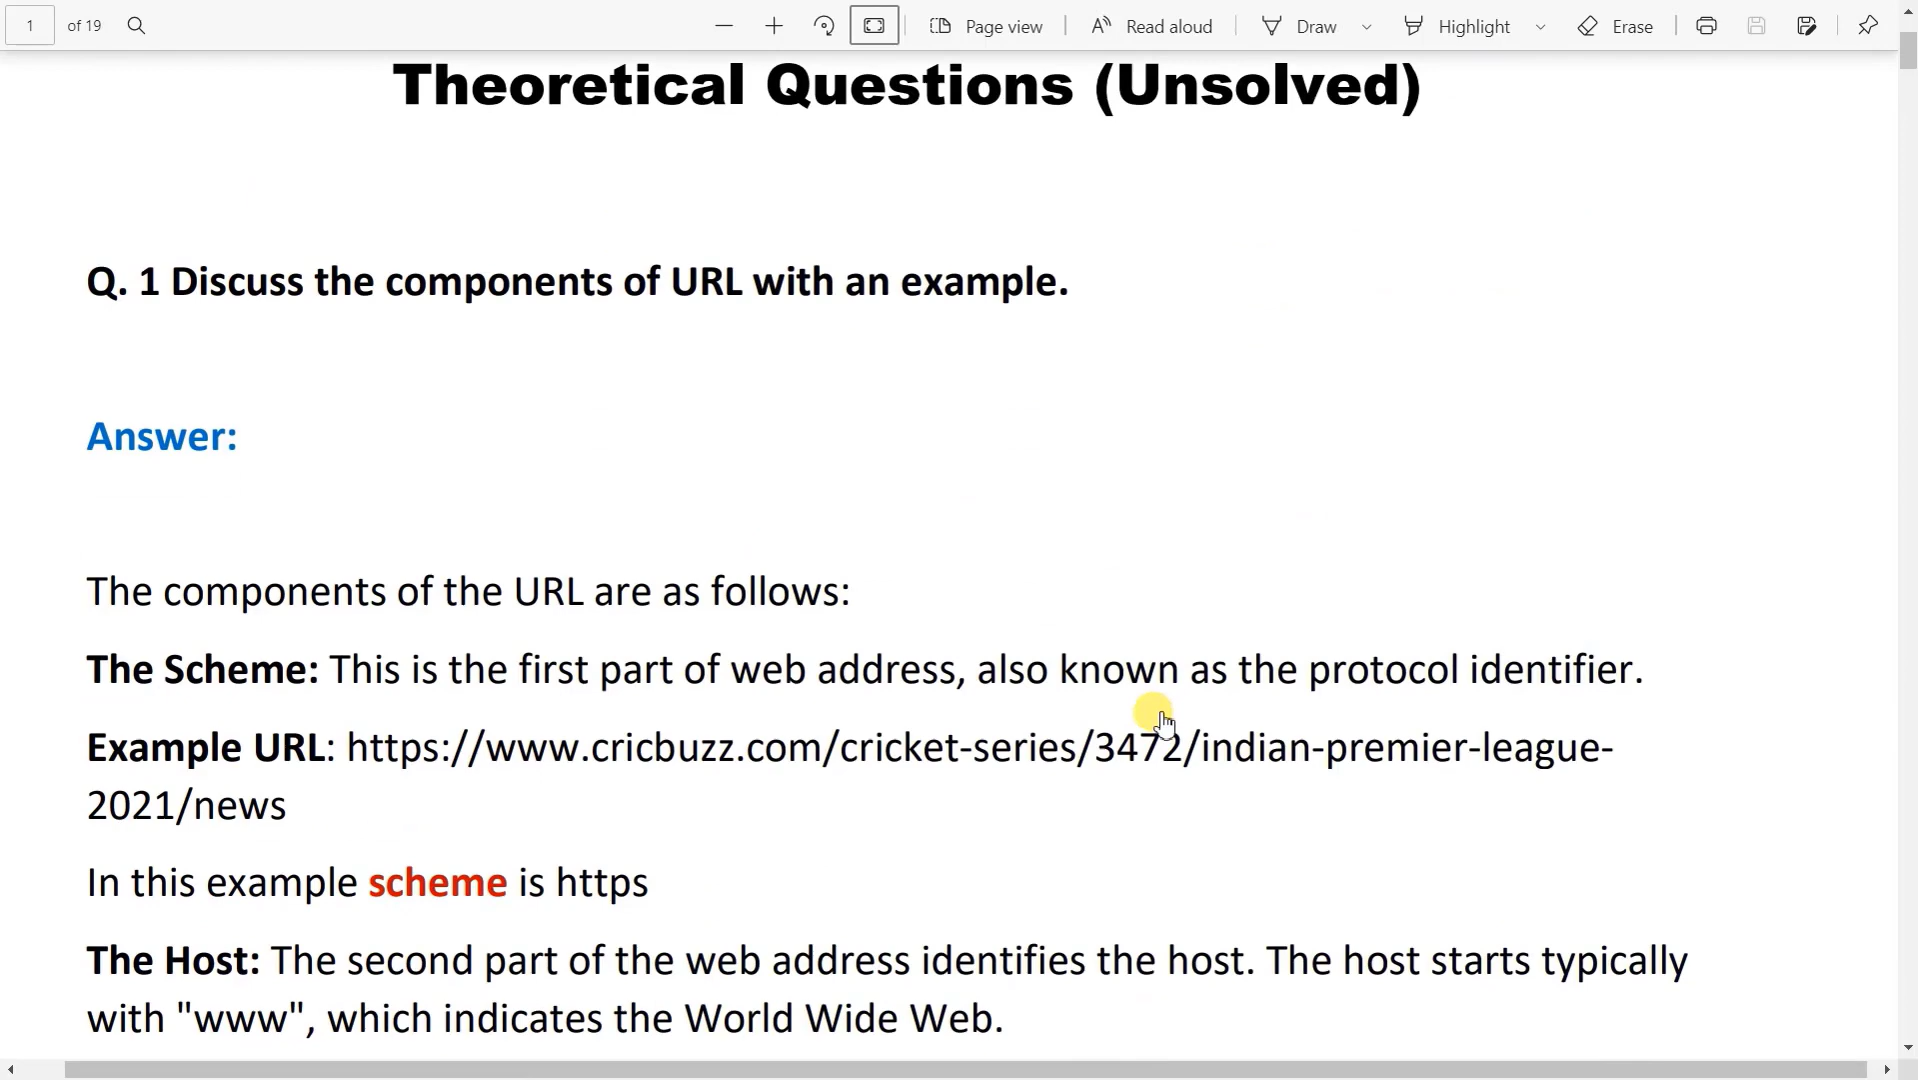 1 of 19 Page view Read aloud Draw Highlight Erase
Theoretical Questions (Unsolved)
Q. 1 Discuss the components of URL with an example.
Answer:
The components of the URL are as follows:
The Scheme: This is the first part of web address, also known as the protocol identifier.
Example URL: https://www.cricbuzz.com/cricket-series/3472/indian-premier-league-
2021/news
In this example scheme is https
The Host: The second part of the web address identifies the host. The host starts typically
with "www", which indicates the World Wide Web.